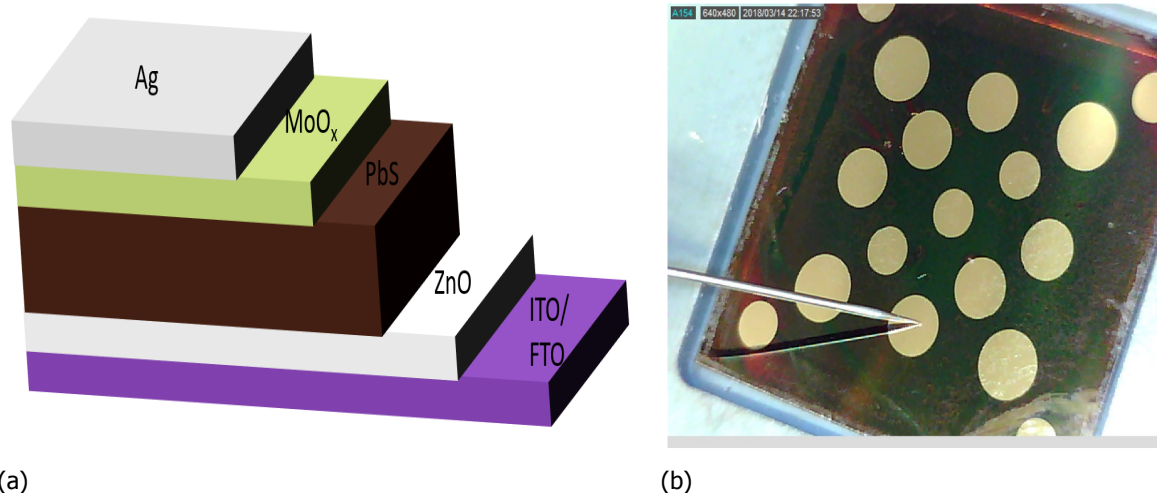 Ag
MoOx
PbS
ZnO
ITO/
FTO
A154 640x480 2018/03/14 22:17:53
(a)
(b)